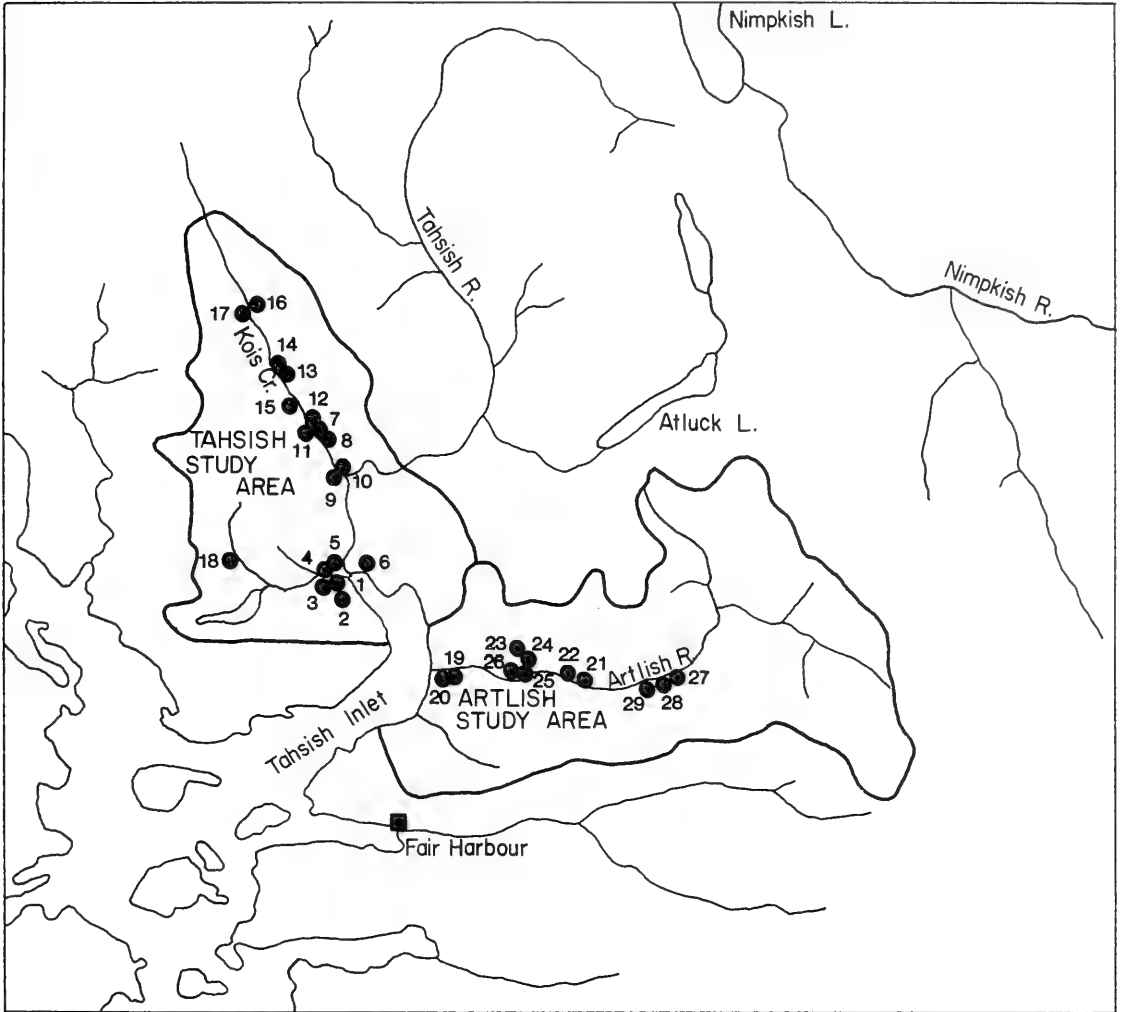 Nimpkish L.
Tahsish R.
Nimpkish R.
16
17
Kois Cr.
14
13
15
12
7
11
8
TAHSISH
STUDY
AREA
Atluck L.
10
9
5
4
6
18
1
3
2
23
24
22
26
21
19
20
25
Artlish R.
27
29
28
ARTLISH
STUDY AREA
Tahsish Inlet
Fair Harbour